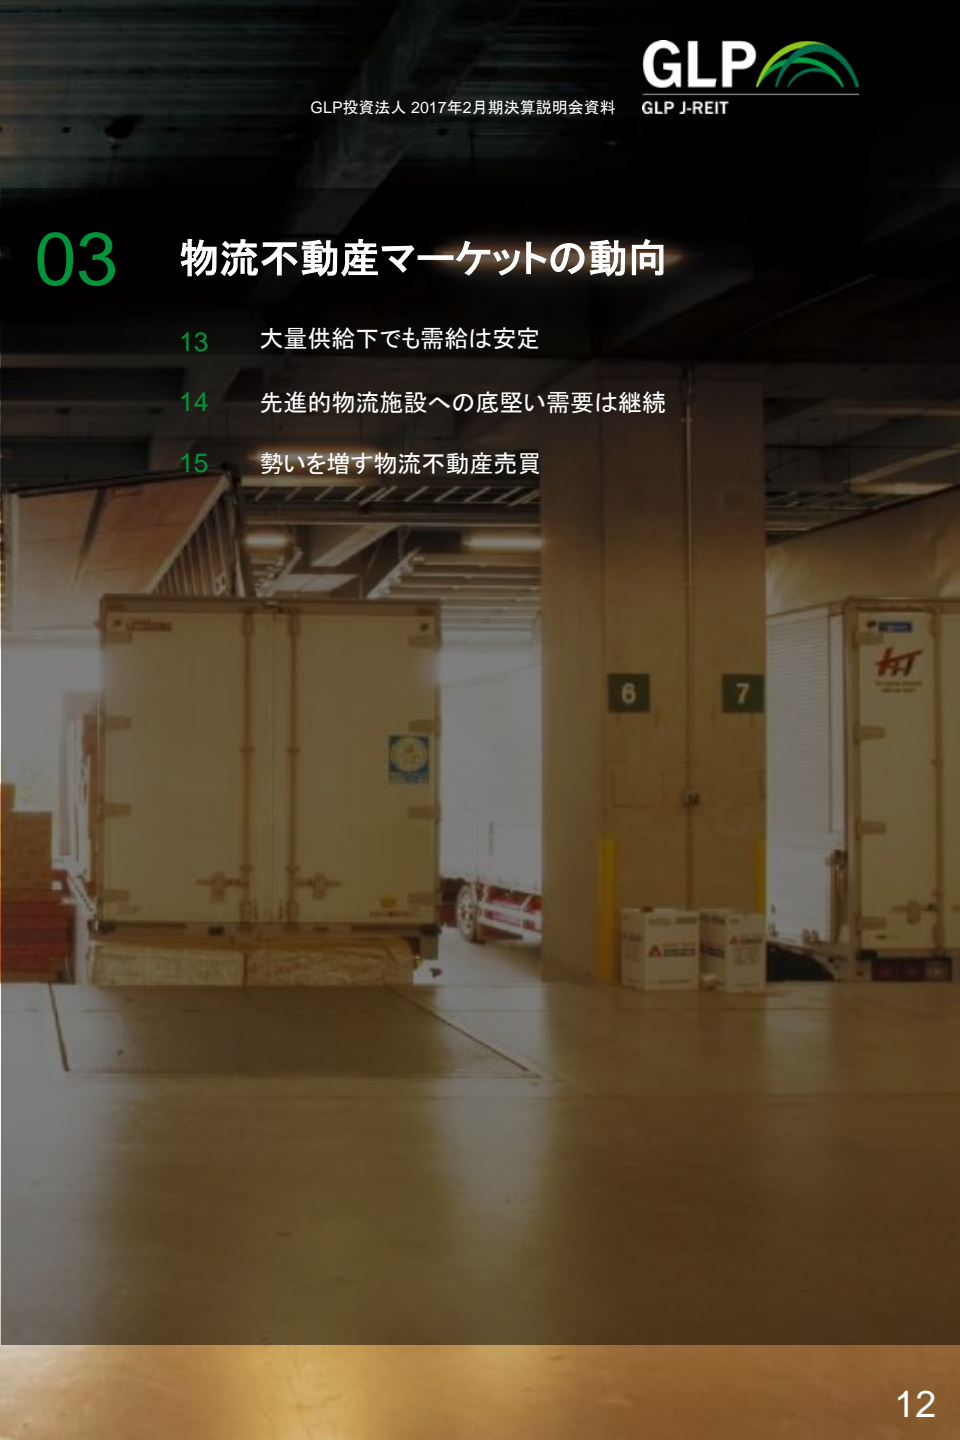 GLP
GLP J-REIT
GLP投資法人 2017年2月期決算説明会資料
03 物流不動産マーケットの動向
13 大量供給下でも需給は安定
14 先進的物流施設への底堅い需要は継続
15 勢いを増す物流不動産売買
6 7
12